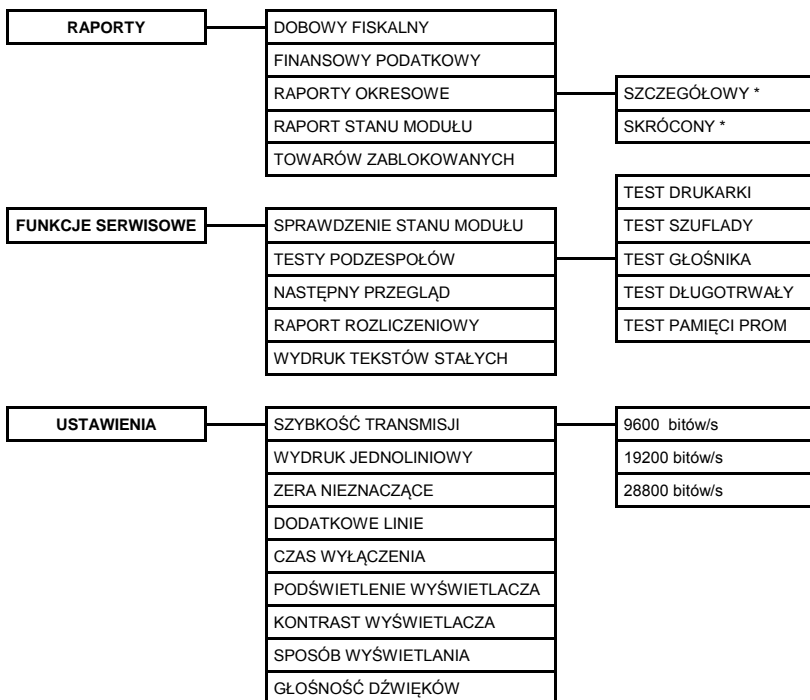 RAPORTY
DOBOWY FISKALNY
FINANSOWY PODATKOWY
RAPORTY OKRESOWE
SZCZEGÓŁOWY *
SKRÓCONY *
RAPORT STANU MODUŁU
TOWARÓW ZABLOKOWANYCH
FUNKCJE SERWISOWE
SPRAWDZENIE STANU MODUŁU
TESTY PODZESPOŁÓW
TEST DRUKARKI
TEST SZUFLADY
TEST GŁOŚNIKA
TEST DŁUGOTRWAŁY
TEST PAMIĘCI PROM
NASTĘPNY PRZEGLĄD
RAPORT ROZLICZENIOWY
WYDRUK TEKSTÓW STAŁYCH
USTAWIENIA
SZYBKOŚĆ TRANSMISJI
9600 bitów/s
19200 bitów/s
28800 bitów/s
WYDRUK JEDNOLINIOWY
ZERA NIEZNACZĄCE
DODATKOWE LINIE
CZAS WYŁĄCZENIA
PODŚWIETLENIE WYŚWIETLACZA
KONTRAST WYŚWIETLACZA
SPOSÓB WYŚWIETLANIA
GŁOŚNOŚĆ DŹWIĘKÓW